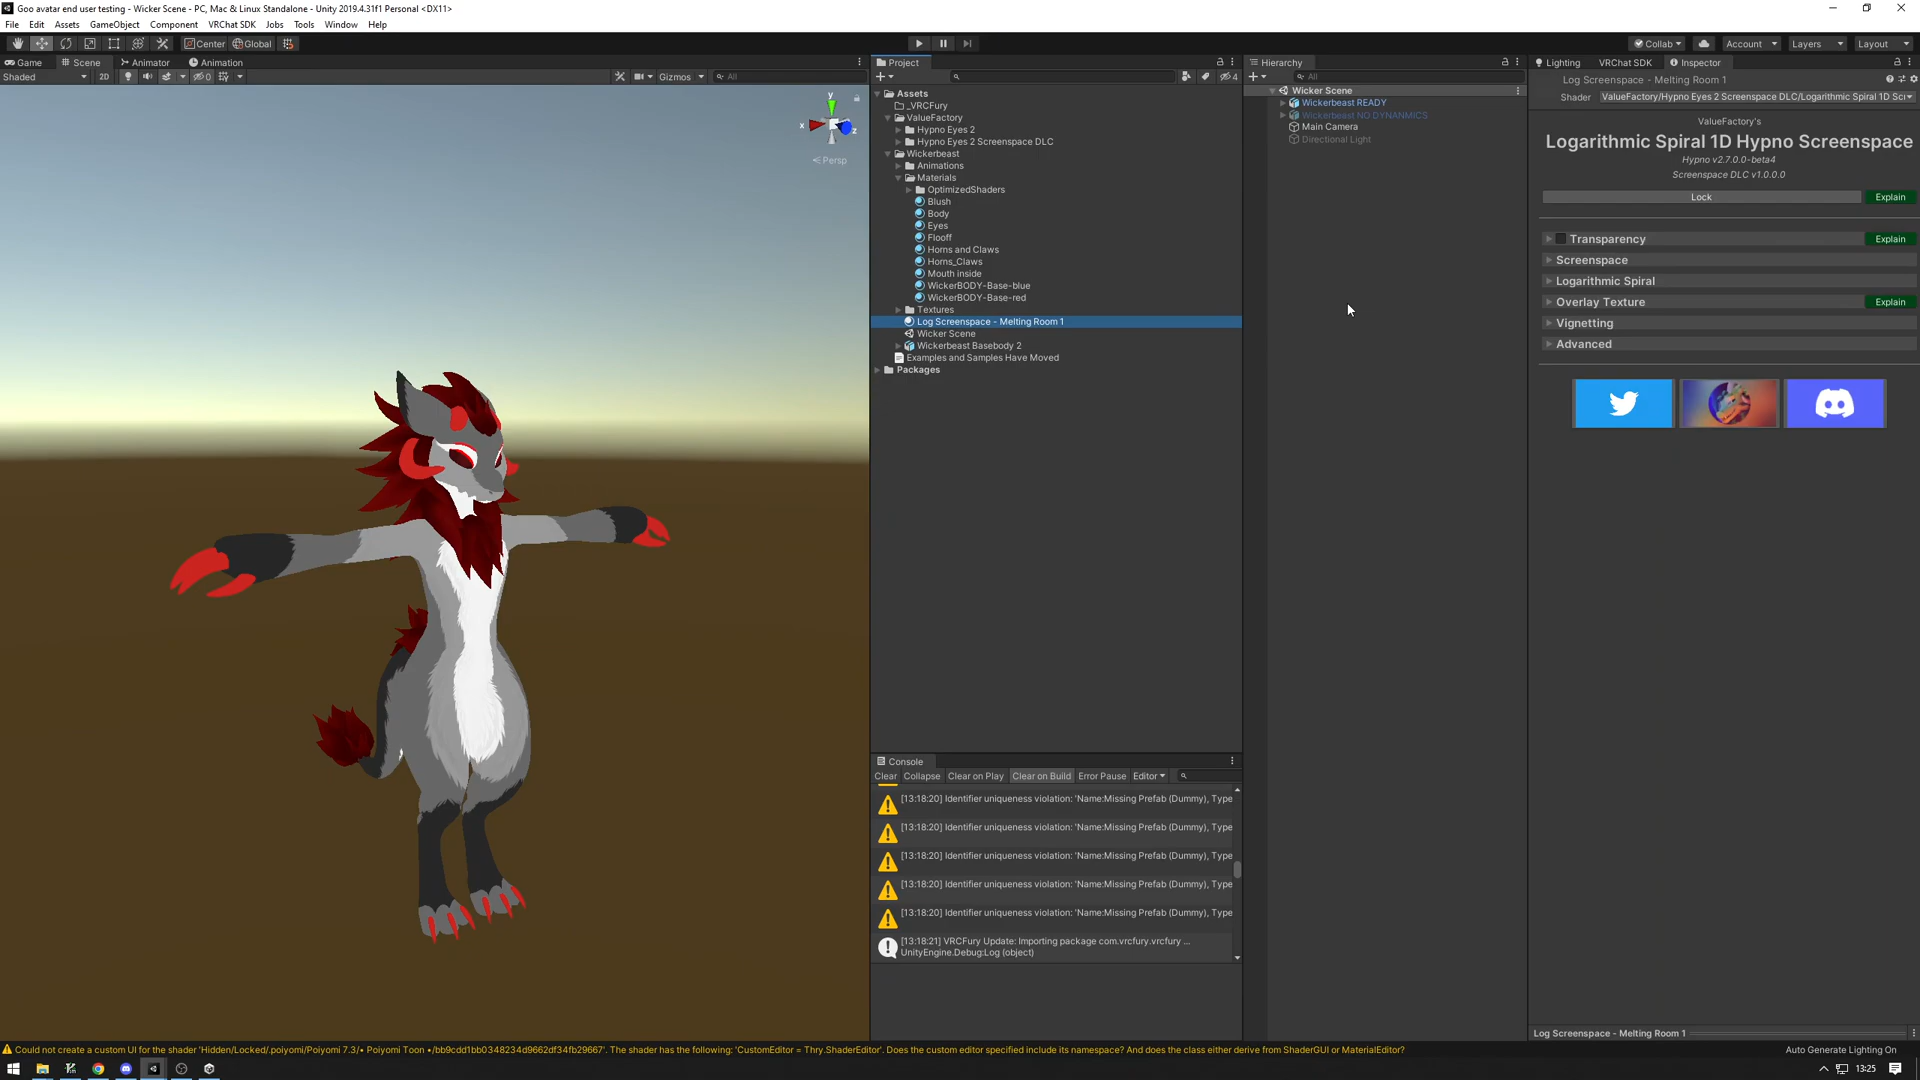 Goo avatar end user testing - Wicker Scene - PC, Mac & Linux Standalone - Unity 2019.4.31f1 Personal <DX11>
File Edit Assets GameObject Component VRChat SDK Jobs Tools Window Help
Center Global
Collab Account Layers Layout
Game Scene Animator Animation
Shaded 2D 0 Gizmos All
y
x
z
Persp
Project
4
Assets
_VRCFury
ValueFactory
Hypno Eyes 2
Hypno Eyes 2 Screenspace DLC
Wickerbeast
Animations
Materials
OptimizedShaders
Blush
Body
Eyes
Flooff
Horns and Claws
Horns_Claws
Mouth inside
WickerBODY-Base-blue
WickerBODY-Base-red
Textures
Log Screenspace - Melting Room 1
Wicker Scene
Wickerbeast Basebody 2
Examples and Samples Have Moved
Packages
Console
Clear Collapse Clear on Play Clear on Build Error Pause Editor
[13:18:20] Identifier uniqueness violation: 'Name:Missing Prefab (Dummy), Type
[13:18:20] Identifier uniqueness violation: 'Name:Missing Prefab (Dummy), Type
[13:18:20] Identifier uniqueness violation: 'Name:Missing Prefab (Dummy), Type
[13:18:20] Identifier uniqueness violation: 'Name:Missing Prefab (Dummy), Type
[13:18:20] Identifier uniqueness violation: 'Name:Missing Prefab (Dummy), Type
[13:18:21] VRCFury Update: Importing package com.vrcfury.vrcfury ...
UnityEngine.Debug:Log (object)
Hierarchy
All
Wicker Scene
Wickerbeast READY
Wickerbeast NO DYNANMICS
Main Camera
Directional Light
Lighting VRChat SDK Inspector
Log Screenspace - Melting Room 1
Shader ValueFactory/Hypno Eyes 2 Screenspace DLC/Logarithmic Spiral 1D Scr
ValueFactory's
Logarithmic Spiral 1D Hypno Screenspace
Hypno v2.7.0.0-beta4
Screenspace DLC v1.0.0.0
Lock Explain
Transparency Explain
Screenspace
Logarithmic Spiral
Overlay Texture Explain
Vignetting
Advanced
Log Screenspace - Melting Room 1
Could not create a custom UI for the shader 'Hidden/Locked/.poiyomi/Poiyomi 7.3/• Poiyomi Toon •/bb9cdd1bb0348234d9662df34fb29667'. The shader has the following: 'CustomEditor = Thry.ShaderEditor'. Does the custom editor specified include its namespace? And does the class either derive from ShaderGUI or MaterialEditor?
Auto Generate Lighting On
13:25